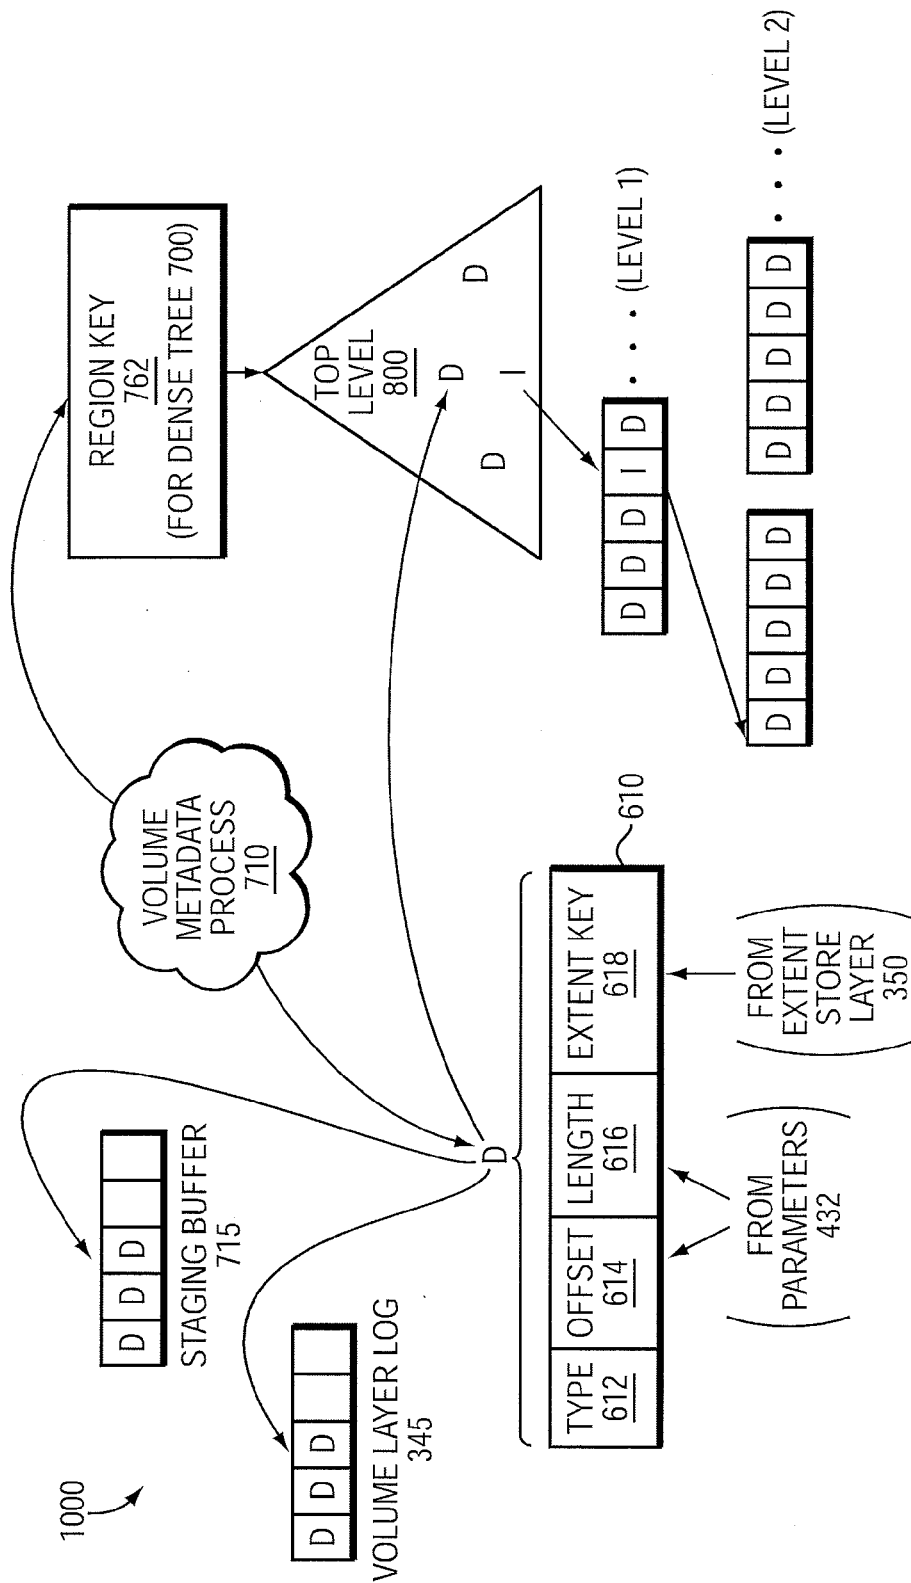 1000
D D D
STAGING BUFFER
715
D D D
VOLUME LAYER LOG
345
VOLUME
METADATA
PROCESS
710
REGION KEY
762
(FOR DENSE TREE 700)
TOP
LEVEL
800
D D D
I
D
D D D I D • • • (LEVEL 1)
D D D D D D D D D D • • • (LEVEL 2)
610
TYPE OFFSET LENGTH EXTENT KEY
612 614 616 618
(FROM
PARAMETERS)
432
(FROM
EXTENT
STORE
LAYER
350)